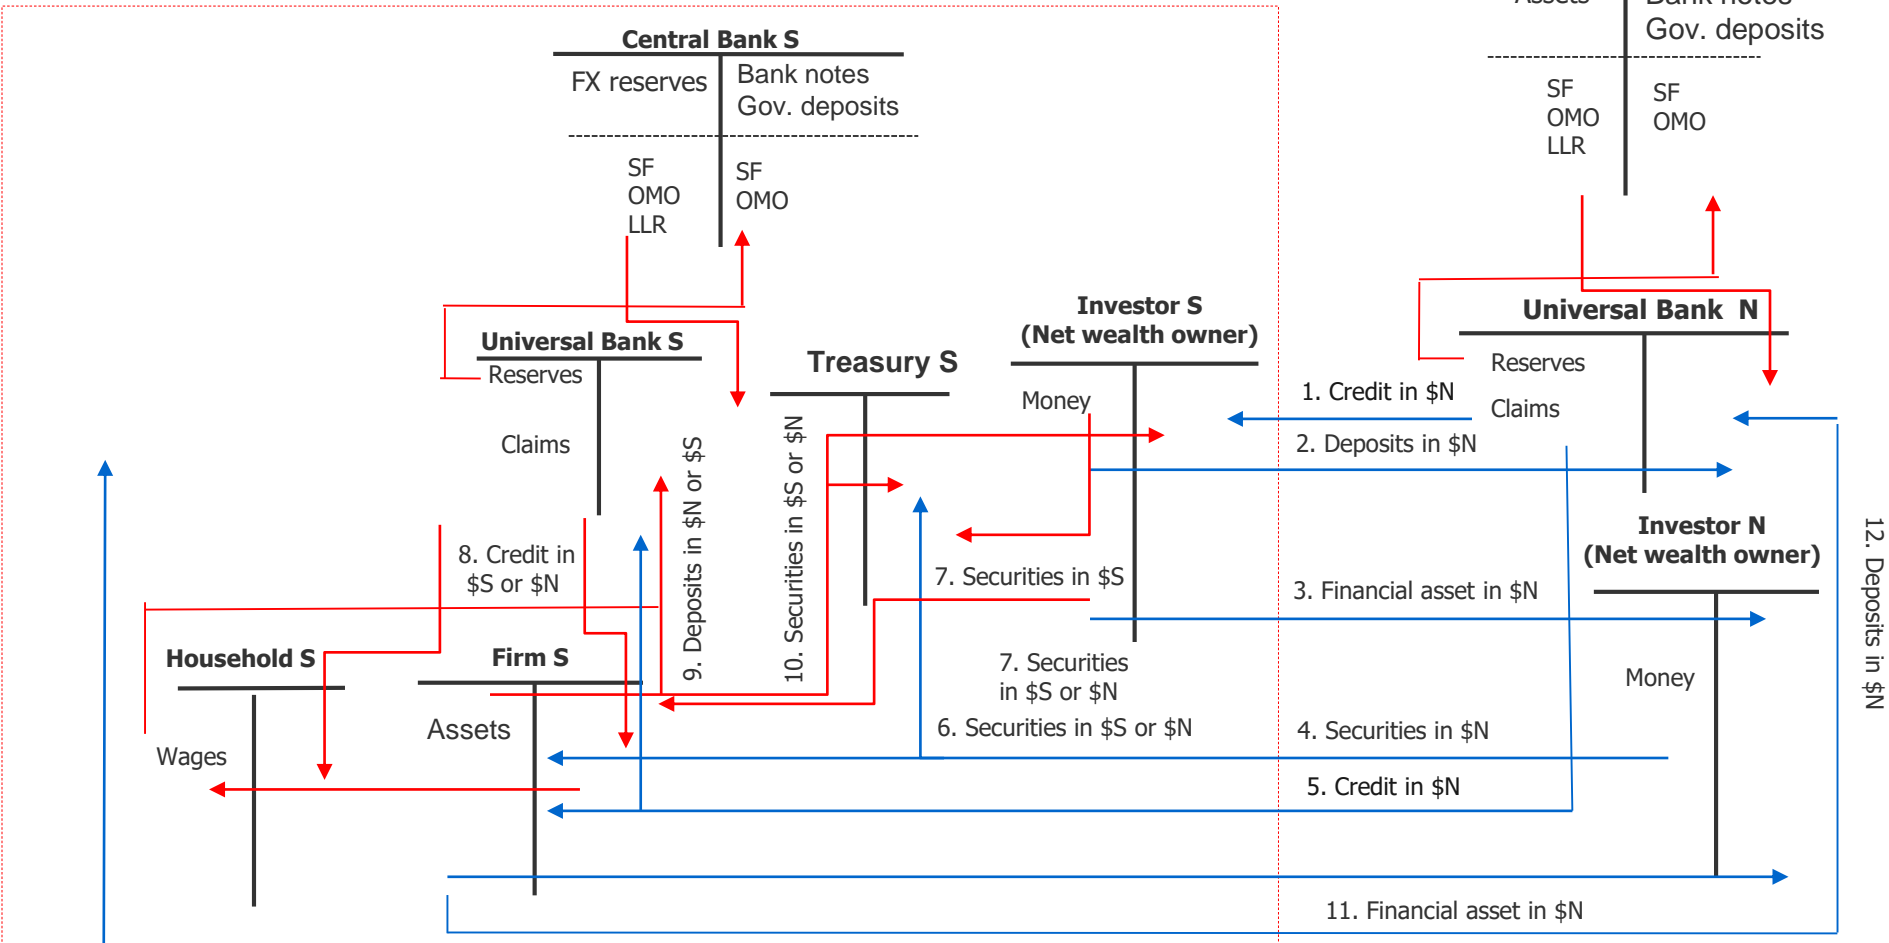 Central Bank S
FX reserves
Bank notes
Gov. deposits
SF
OMO
LLR
SF
OMO
Gov. deposits
SF
OMO
LLR
SF
OMO
Universal Bank S
Reserves
Claims
Treasury S
Investor S
(Net wealth owner)
Money
Universal Bank N
Reserves
Claims
1. Credit in $N
2. Deposits in $N
Investor N
(Net wealth owner)
Money
8. Credit in
$S or $N
9. Deposits in $N or $S
10. Securities in $S or $N
7. Securities in $S
3. Financial asset in $N
12. Deposits in $N
Household S
Wages
Firm S
Assets
7. Securities
in $S or $N
6. Securities in $S or $N
4. Securities in $N
5. Credit in $N
11. Financial asset in $N